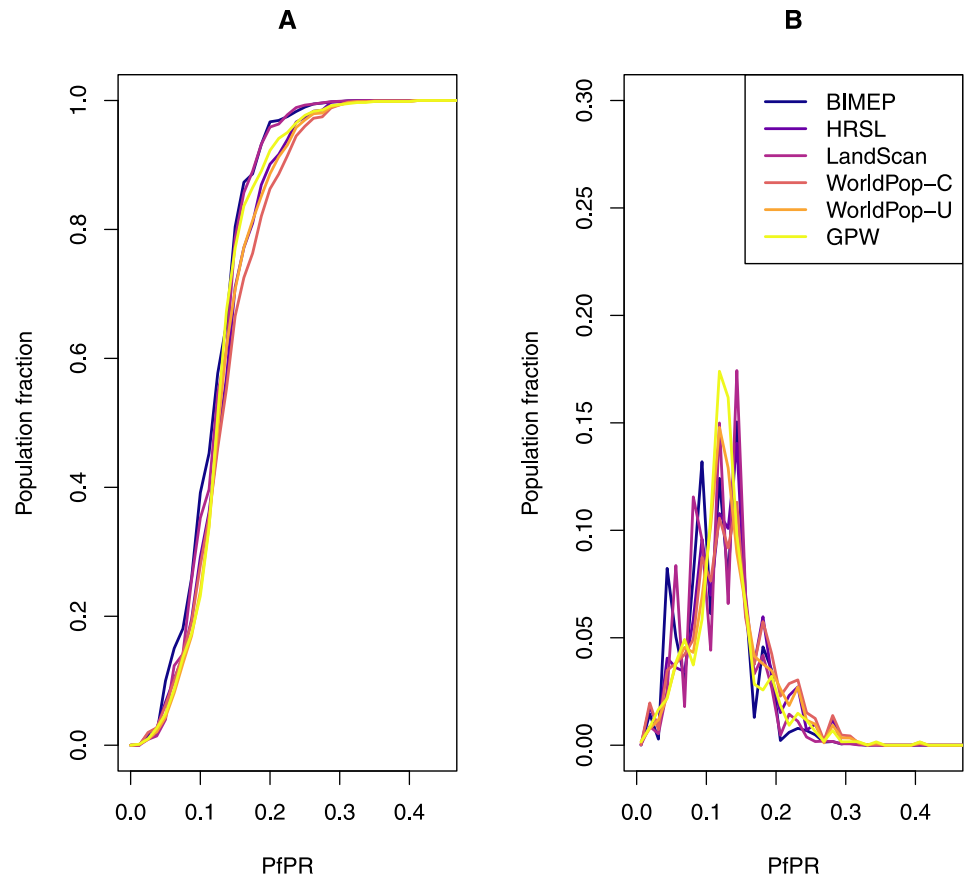 A
Population fraction
1.0
0.8
0.6
0.4
0.2
0.0
0.0 0.1 0.2 0.3 0.4
PfPR
B
Population fraction
0.30
0.25
0.20
0.15
0.10
0.05
0.00
BIMEP
HRSL
LandScan
WorldPop−C
WorldPop−U
GPW
0.0 0.1 0.2 0.3 0.4
PfPR